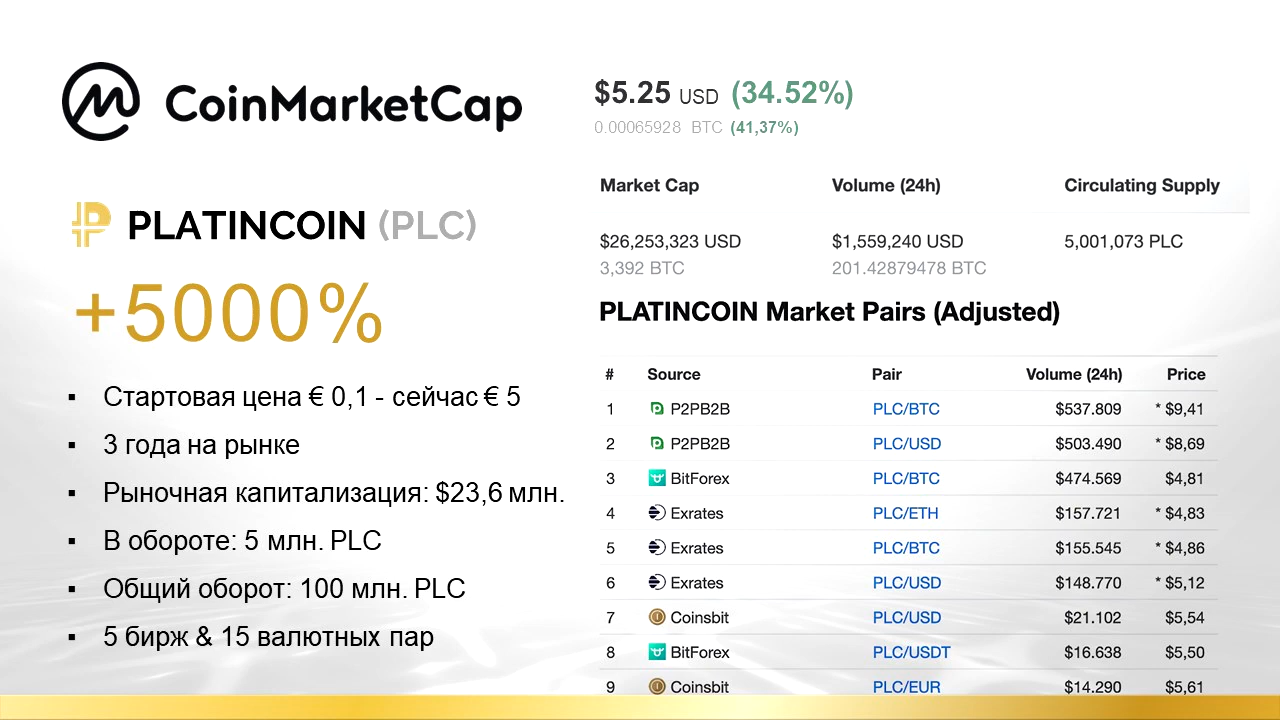 CoinMarketCap
PLATINCOIN (PLC)
+5000%
▪ Стартовая цена € 0,1 - сейчас € 5
▪ 3 года на рынке
▪ Рыночная капитализация: $23,6 млн.
▪ В обороте: 5 млн. PLC
▪ Общий оборот: 100 млн. PLC
▪ 5 бирж & 15 валютных пар
$5.25 USD (34.52%)
0.00065928 BTC (41,37%)
Market Cap Volume (24h) Circulating Supply
$26,253,323 USD $1,559,240 USD 5,001,073 PLC
3,392 BTC 201.42879478 BTC
PLATINCOIN Market Pairs (Adjusted)
# Source Pair Volume (24h) Price
1 P2PB2B PLC/BTC $537.809 * $9,41
2 P2PB2B PLC/USD $503.490 * $8,69
3 BitForex PLC/BTC $474.569 $4,81
4 Exrates PLC/ETH $157.721 * $4,83
5 Exrates PLC/BTC $155.545 * $4,86
6 Exrates PLC/USD $148.770 * $5,12
7 Coinsbit PLC/USD $21.102 $5,54
8 BitForex PLC/USDT $16.638 $5,50
9 Coinsbit PLC/EUR $14.290 $5,61